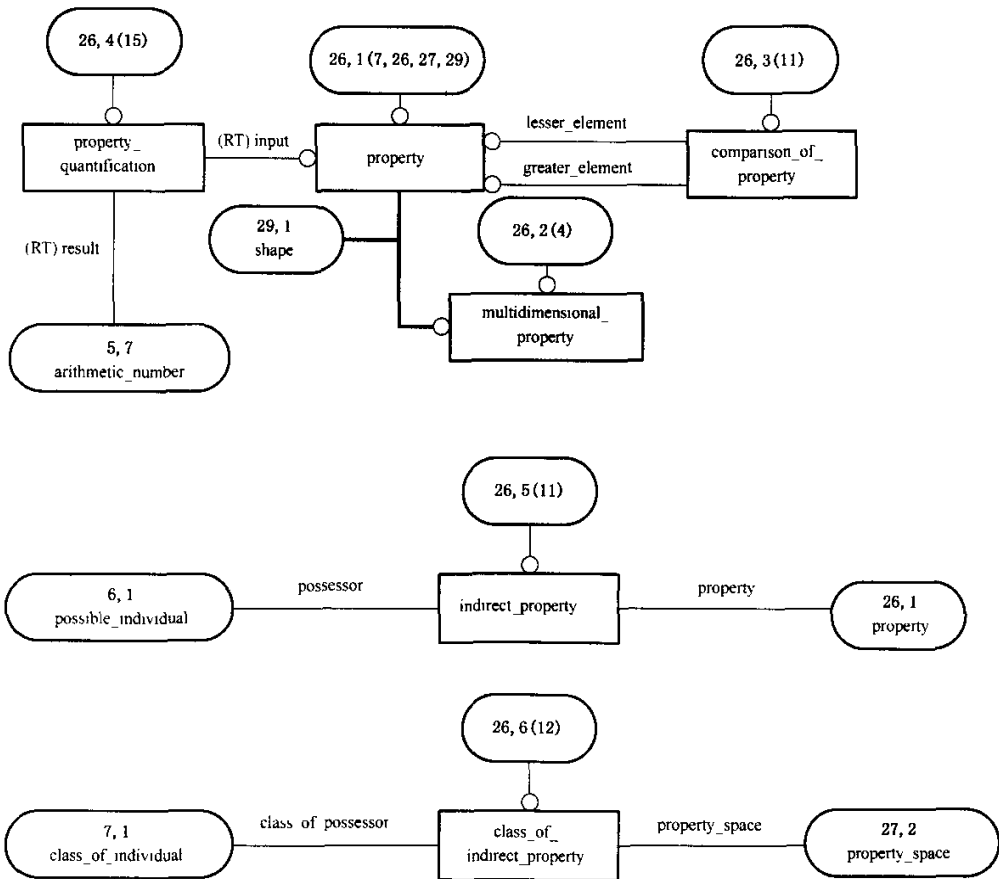 26, 4(15)
26, 1(7, 26, 27, 29)
26, 3(11)
property_
quantification
(RT) input
property
lesser_element
greater_element
comparison_of_
property
(RT) result
29, 1
shape
26, 2(4)
multidimensional_
property
5, 7
arithmetic_number
26, 5(11)
6, 1
possible_individual
possessor
indirect_property
property
26, 1
property
26, 6(12)
7, 1
class_of_individual
class_of_possessor
class_of_
indirect_property
property_space
27, 2
property_space